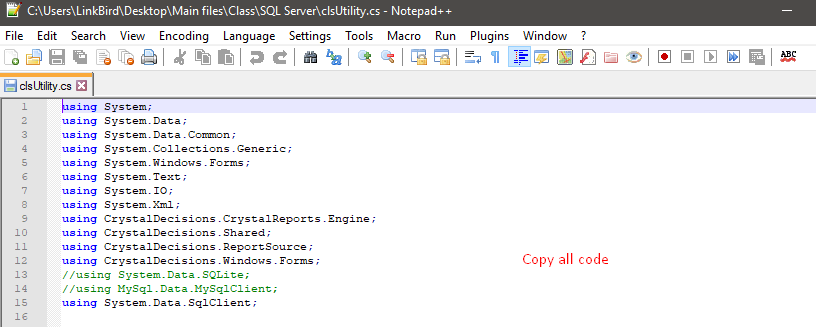 C:\Users\LinkBird\Desktop\Main files\Class\SQL Server\clsUtility.cs - Notepad++
File Edit Search View Encoding Language Settings Tools Macro Run Plugins Window ?
ABC
clsUtility.cs
1 using System;
2 using System.Data;
3 using System.Data.Common;
4 using System.Collections.Generic;
5 using System.Windows.Forms;
6 using System.Text;
7 using System.IO;
8 using System.Xml;
9 using CrystalDecisions.CrystalReports.Engine;
10 using CrystalDecisions.Shared;
11 using CrystalDecisions.ReportSource;
12 using CrystalDecisions.Windows.Forms;
Copy all code
13 //using System.Data.SQLite;
14 //using MySql.Data.MySqlClient;
15 using System.Data.SqlClient;
16